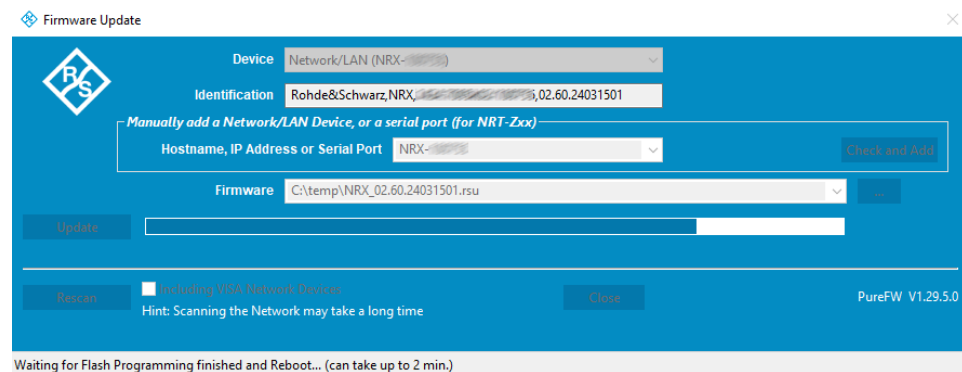 Firmware Update
R&S
Device Network/LAN (NRX-
Identification Rohde&Schwarz,NRX, ,02.60.24031501
Manually add a Network/LAN Device, or a serial port (for NRT-Zxx)
Hostname, IP Address or Serial Port NRX- Check and Add
Firmware C:\temp\NRX_02.60.24031501.rsu ...
Update
Rescan Including VISA Network Devices Close PureFW V1.29.5.0
Hint: Scanning the Network may take a long time
Waiting for Flash Programming finished and Reboot... (can take up to 2 min.)